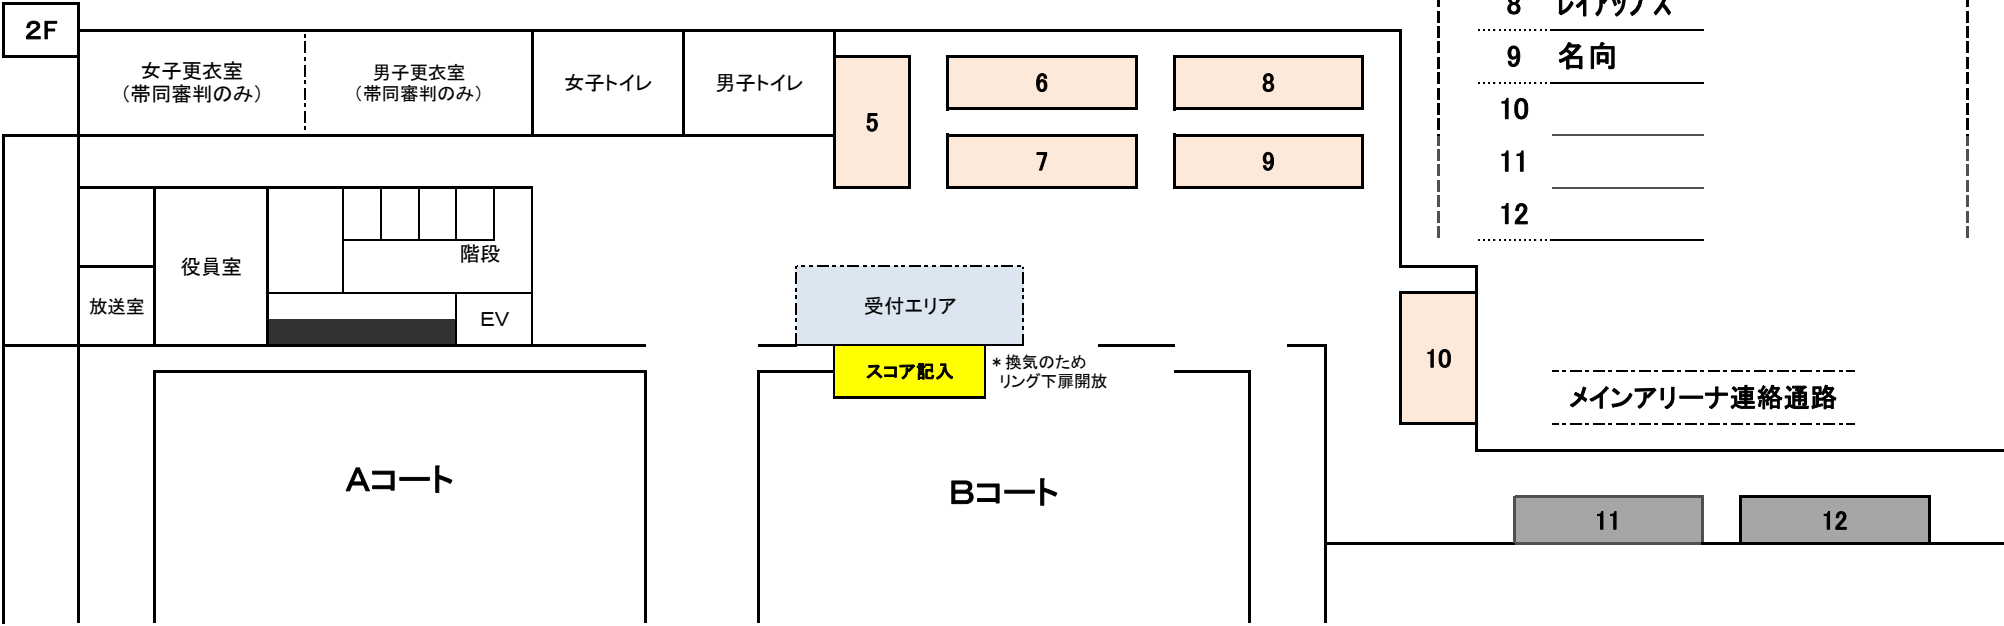 2F
女子更衣室
(帯同審判のみ)
男子更衣室
(帯同審判のみ)
女子トイレ
男子トイレ
5
6
8
7
9
8
9 名向
10
11
12
役員室
放送室
階段
EV
受付エリア
スコア記入
*換気のため
リング下扉開放
10
メインアリーナ連絡通路
Aコート
Bコート
11
12